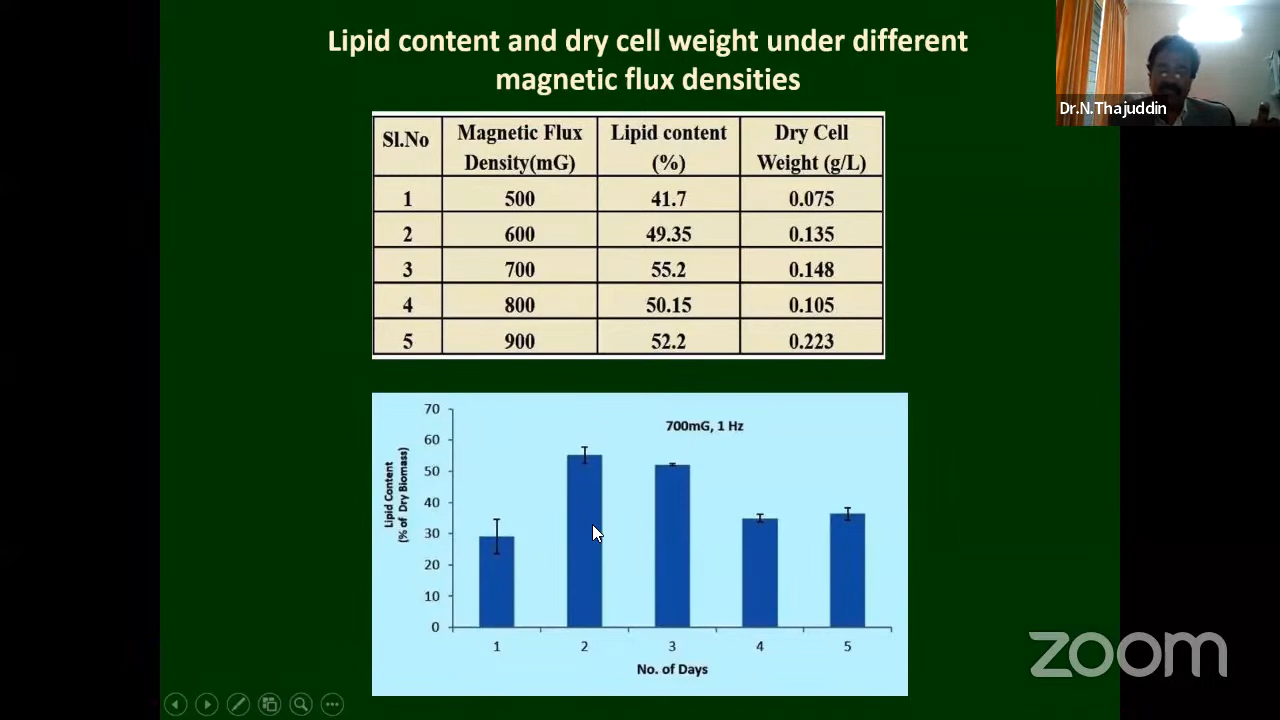 Lipid content and dry cell weight under different
magnetic flux densities
Dr.N.Thajuddin
Sl.No Magnetic Flux Density(mG) Lipid content (%) Dry Cell Weight (g/L)
1 500 41.7 0.075
2 600 49.35 0.135
3 700 55.2 0.148
4 800 50.15 0.105
5 900 52.2 0.223
700mG, 1 Hz
Lipid Content
(% of Dry Biomass)
70
60
50
40
30
20
10
0
1 2 3 4 5
No. of Days
zoom